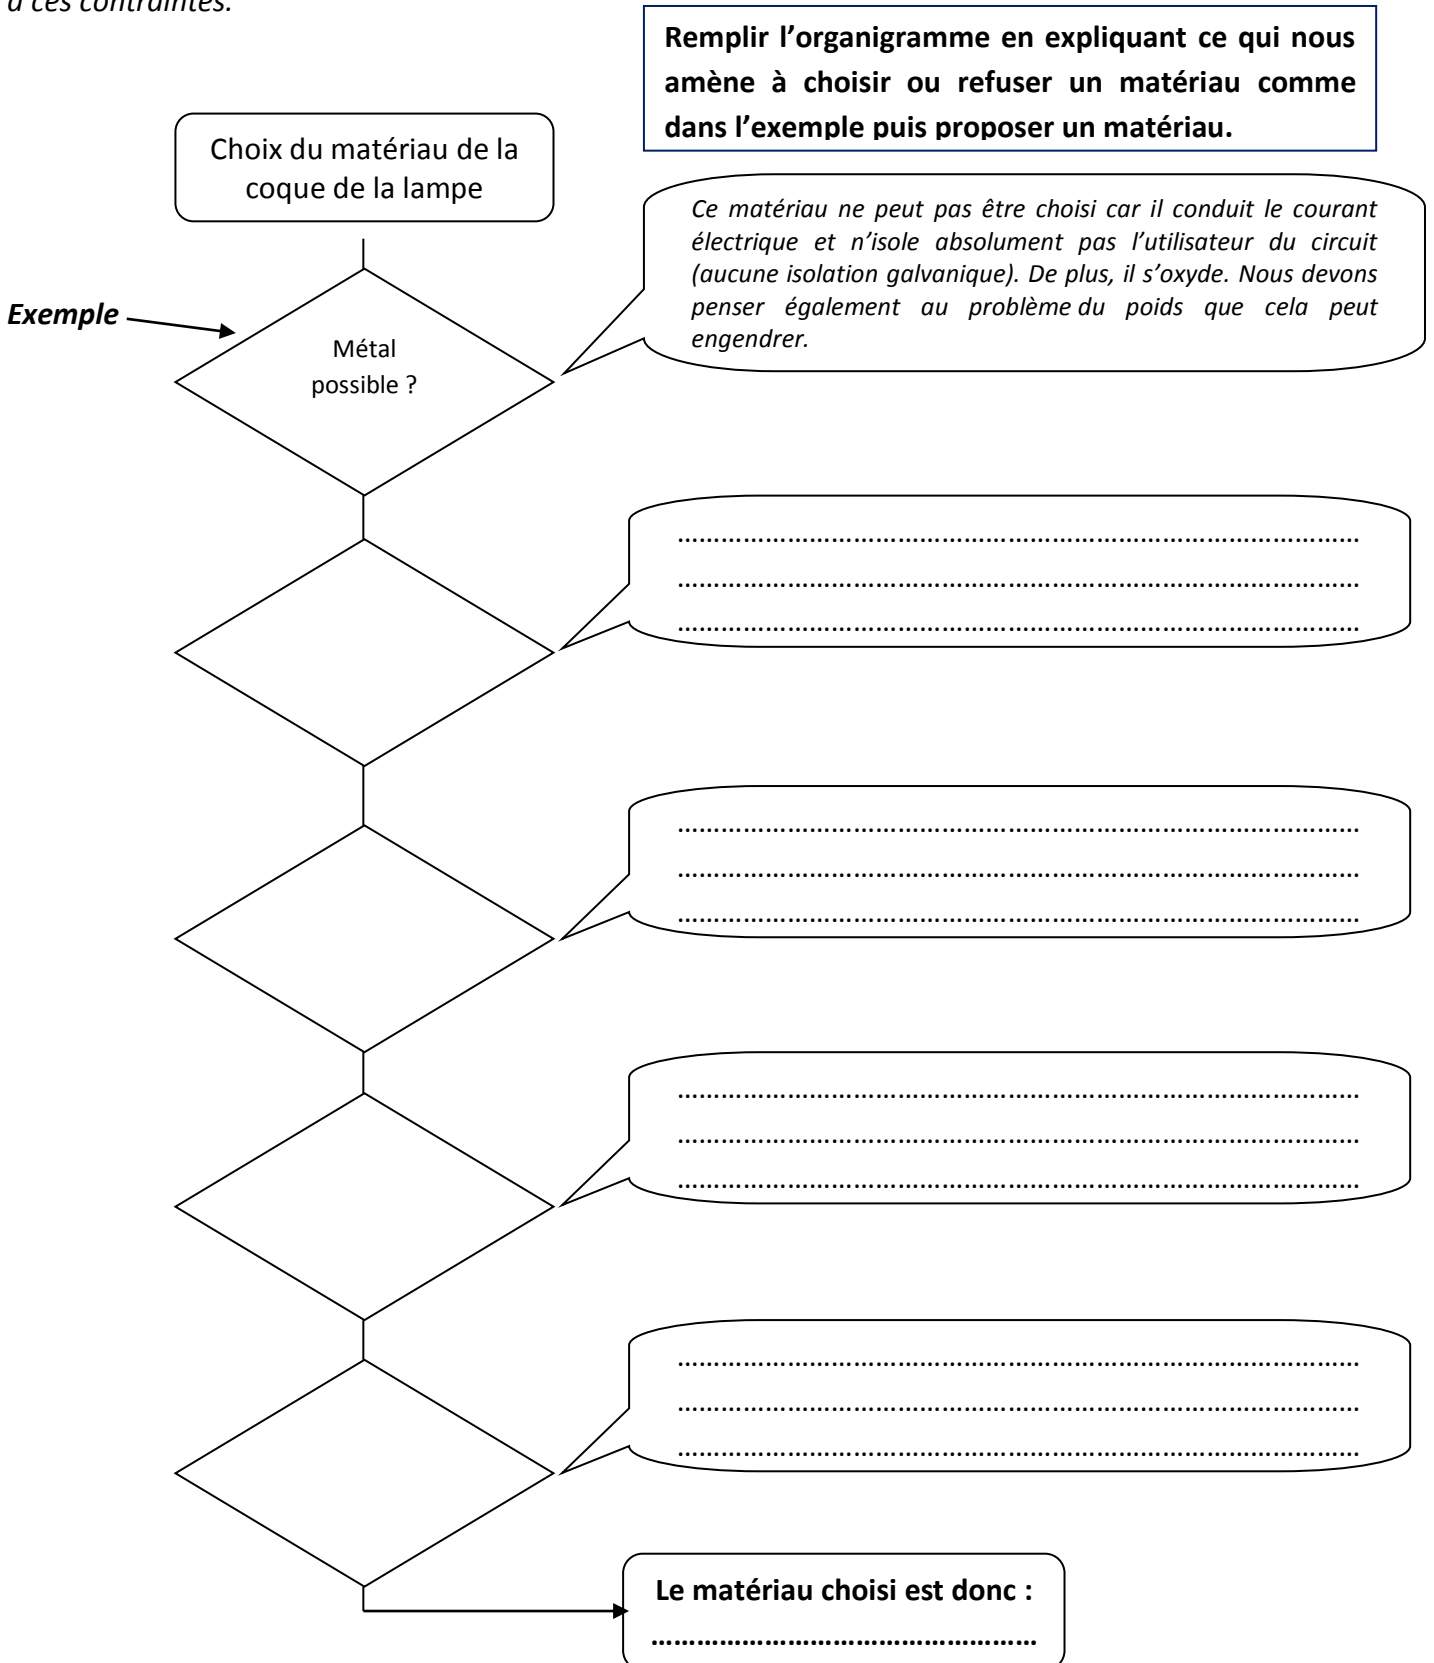 à ces contraintes.
Remplir l’organigramme en expliquant ce qui nous
amène à choisir ou refuser un matériau comme
dans l’exemple puis proposer un matériau.
Choix du matériau de la
coque de la lampe
Ce matériau ne peut pas être choisi car il conduit le courant
électrique et n’isole absolument pas l’utilisateur du circuit
(aucune isolation galvanique). De plus, il s’oxyde. Nous devons
penser également au problème du poids que cela peut
engendrer.
Exemple
Métal
possible ?
……………………………………………………………………………………
……………………………………………………………………………………
……………………………………………………………………………………
……………………………………………………………………………………
……………………………………………………………………………………
……………………………………………………………………………………
……………………………………………………………………………………
……………………………………………………………………………………
……………………………………………………………………………………
……………………………………………………………………………………
……………………………………………………………………………………
……………………………………………………………………………………
Le matériau choisi est donc :
……………………………………………